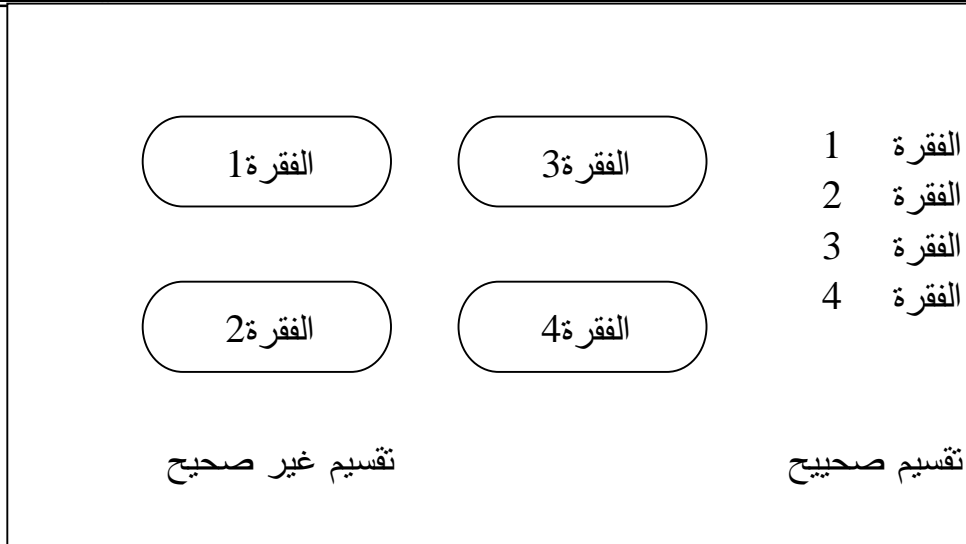 الفقرة 1
الفقرة 2
الفقرة 3
الفقرة 4
تقسيم صحييح
الفقرة3
الفقرة1
الفقرة4
الفقرة2
تقسيم غير صحيح